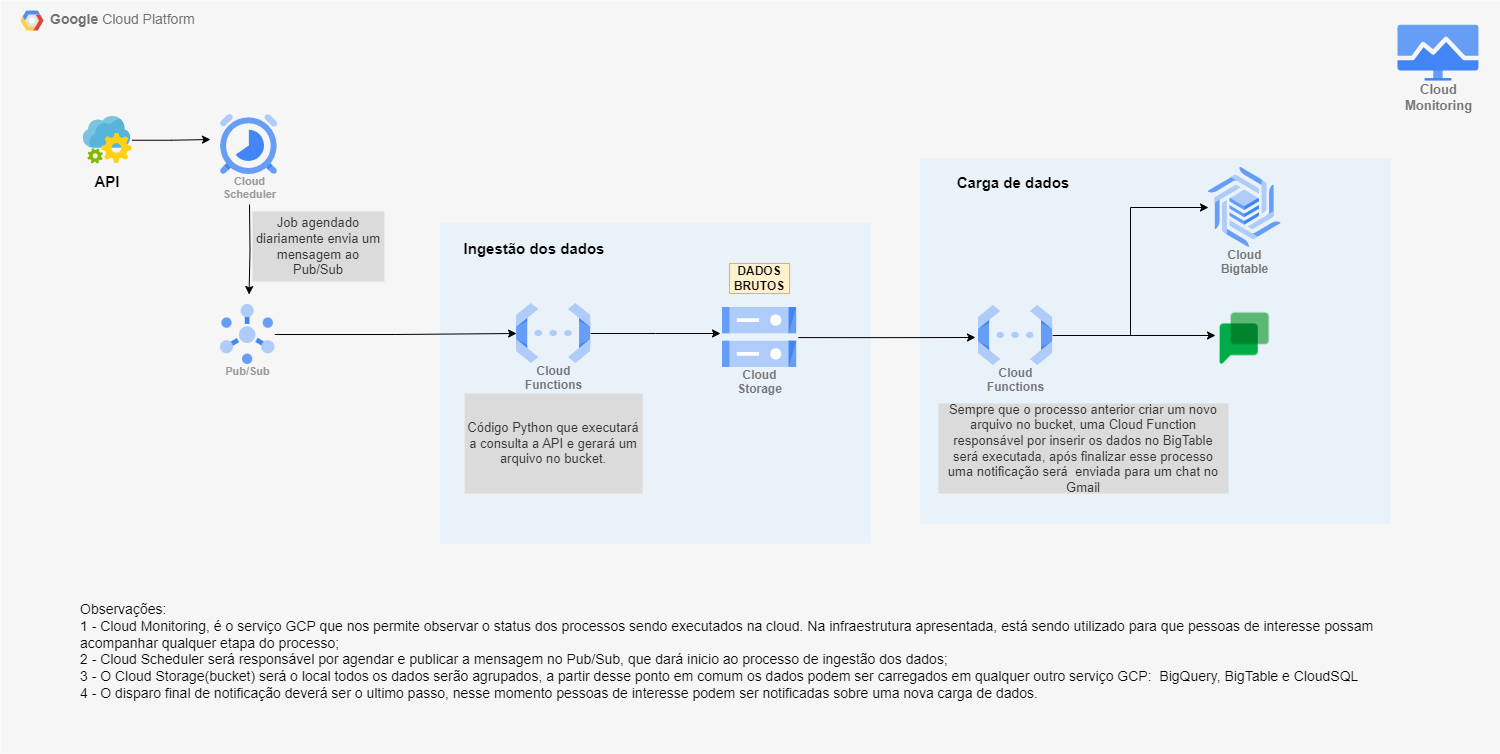 Google Cloud Platform
Cloud
Monitoring
API
Cloud
Scheduler
Job agendado
diariamente envia um
mensagem ao
Pub/Sub
Pub/Sub
Ingestão dos dados
DADOS
BRUTOS
Cloud
Functions
Cloud
Storage
Código Python que executará
a consulta a API e gerará um
arquivo no bucket.
Carga de dados
Cloud
Bigtable
Cloud
Functions
Sempre que o processo anterior criar um novo
arquivo no bucket, uma Cloud Function
responsável por inserir os dados no BigTable
será executada, após finalizar esse processo
uma notificação será  enviada para um chat no
Gmail
Observações:
1 - Cloud Monitoring, é o serviço GCP que nos permite observar o status dos processos sendo executados na cloud. Na infraestrutura apresentada, está sendo utilizado para que pessoas de interesse possam
acompanhar qualquer etapa do processo;
2 - Cloud Scheduler será responsável por agendar e publicar a mensagem no Pub/Sub, que dará inicio ao processo de ingestão dos dados;
3 - O Cloud Storage(bucket) será o local todos os dados serão agrupados, a partir desse ponto em comum os dados podem ser carregados em qualquer outro serviço GCP:  BigQuery, BigTable e CloudSQL
4 - O disparo final de notificação deverá ser o ultimo passo, nesse momento pessoas de interesse podem ser notificadas sobre uma nova carga de dados.